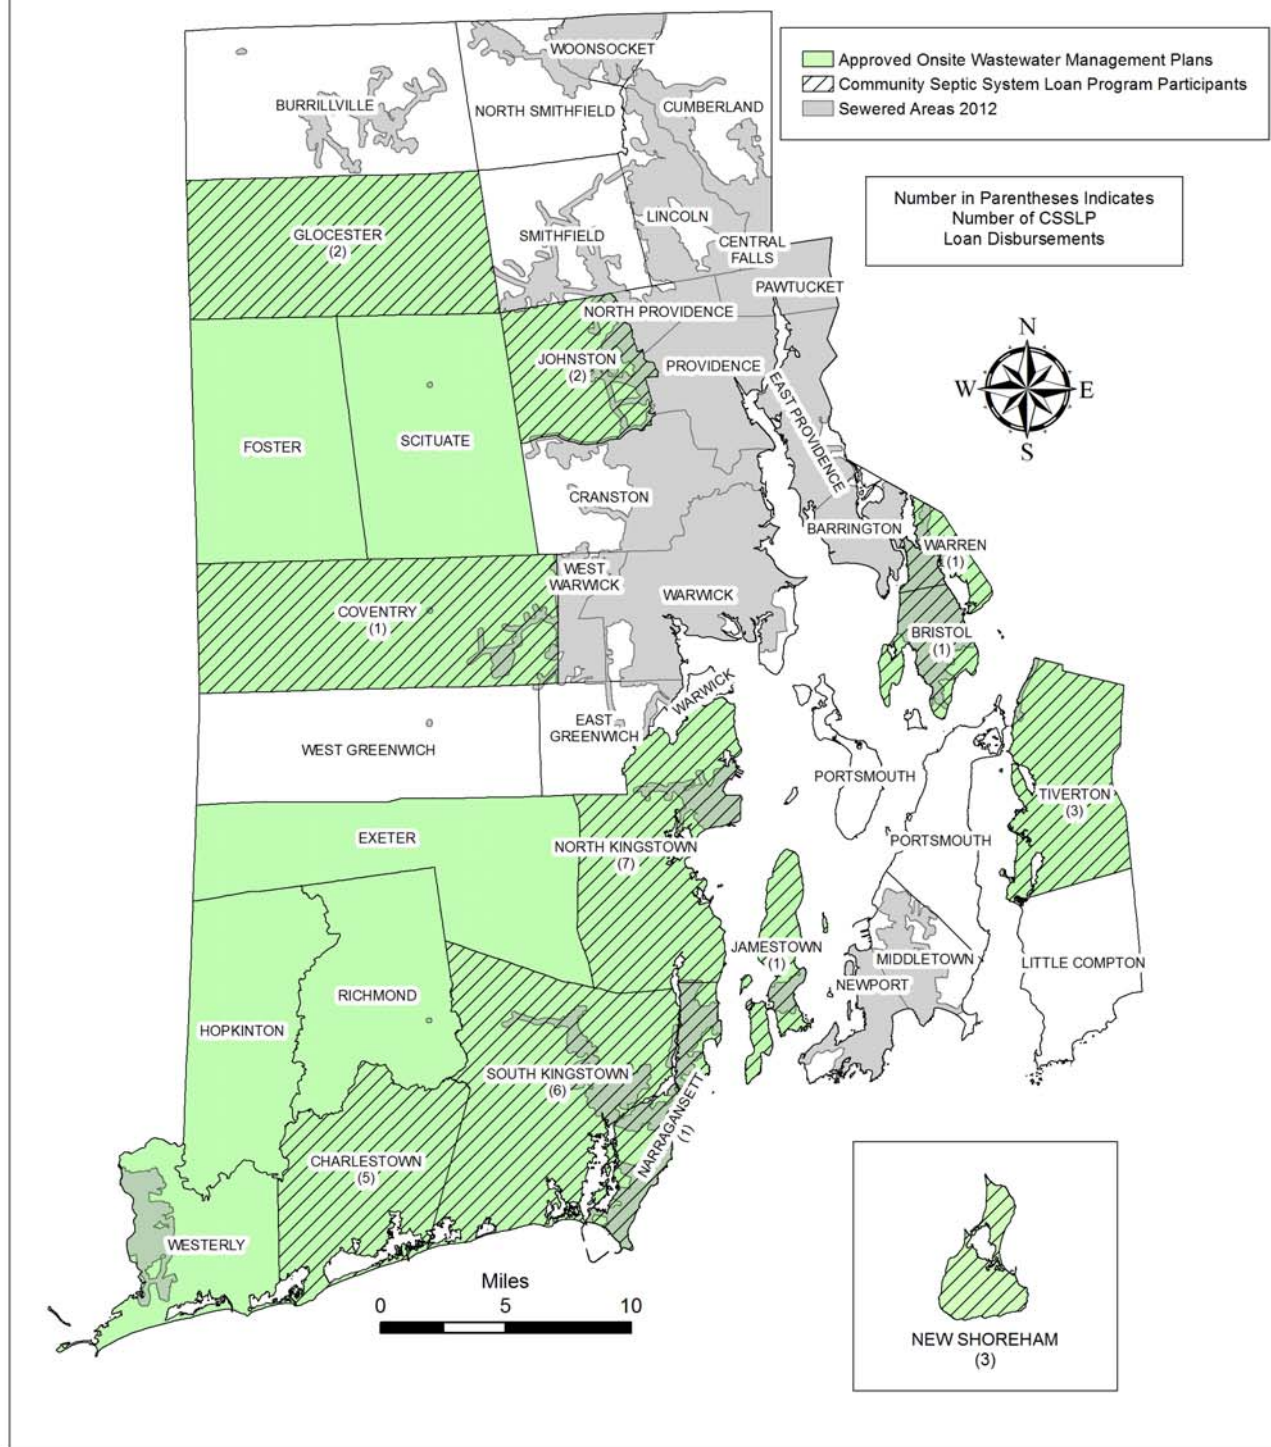 Approved Onsite Wastewater Management Plans
Community Septic System Loan Program Participants
Sewered Areas 2012
Number in Parentheses Indicates
Number of CSSLP
Loan Disbursements
WOONSOCKET
BURRILLVILLE
NORTH SMITHFIELD
CUMBERLAND
GLOCESTER
(2)
SMITHFIELD
LINCOLN
CENTRAL
FALLS
PAWTUCKET
NORTH PROVIDENCE
JOHNSTON
(2)
PROVIDENCE
EAST PROVIDENCE
N
W
E
S
FOSTER
SCITUATE
CRANSTON
BARRINGTON
WARREN
(1)
COVENTRY
(1)
WEST
WARWICK
WARWICK
BRISTOL
(1)
WARWICK
WEST GREENWICH
EAST
GREENWICH
PORTSMOUTH
TIVERTON
(3)
EXETER
NORTH KINGSTOWN
(7)
PORTSMOUTH
JAMESTOWN
(1)
MIDDLETOWN
NEWPORT
LITTLE COMPTON
RICHMOND
HOPKINTON
SOUTH KINGSTOWN
(6)
NARRAGANSETT
(1)
CHARLESTOWN
(5)
WESTERLY
Miles
0
5
10
NEW SHOREHAM
(3)